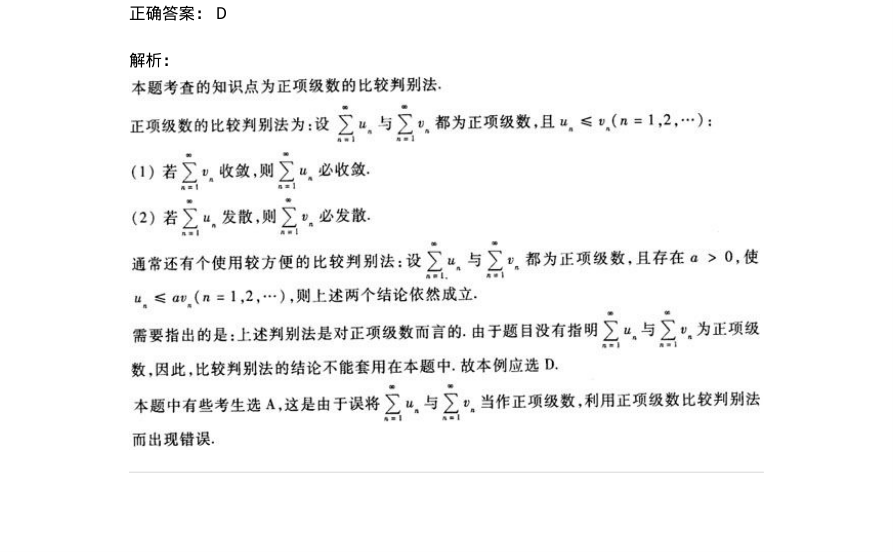 正确答案： D
解析：
本题考查的知识点为正项级数的比较判别法.
正项级数的比较判别法为:设 ∑_{n=1}^{∞} u_n 与 ∑_{n=1}^{∞} v_n 都为正项级数,且 u_n ≤ v_n(n = 1,2,⋯):
(1) 若 ∑_{n=1}^{∞} v_n 收敛,则 ∑_{n=1}^{∞} u_n 必收敛.
(2) 若 ∑_{n=1}^{∞} u_n 发散,则 ∑_{n=1}^{∞} v_n 必发散.
通常还有个使用较方便的比较判别法:设 ∑_{n=1}^{∞} u_n 与 ∑_{n=1}^{∞} v_n 都为正项级数,且存在 a > 0,使
u_n ≤ av_n(n = 1,2,⋯),则上述两个结论依然成立.
需要指出的是:上述判别法是对正项级数而言的. 由于题目没有指明 ∑_{n=1}^{∞} u_n 与 ∑_{n=1}^{∞} v_n 为正项级
数,因此,比较判别法的结论不能套用在本题中. 故本例应选 D.
本题中有些考生选 A,这是由于误将 ∑_{n=1}^{∞} u_n 与 ∑_{n=1}^{∞} v_n 当作正项级数,利用正项级数比较判别法
而出现错误.